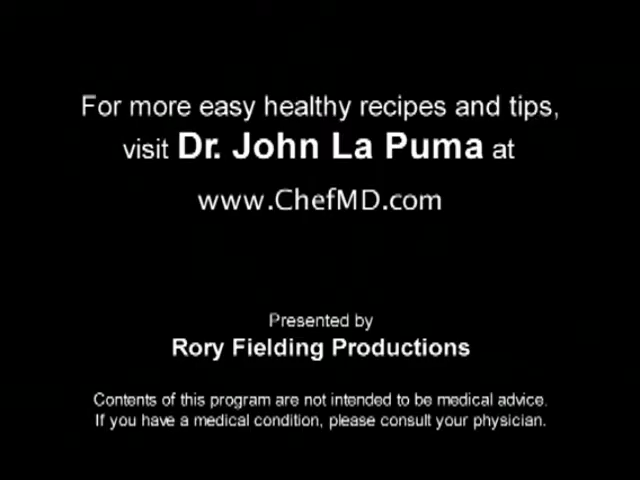 For more easy healthy recipes and tips,
visit Dr. John La Puma at
www.ChefMD.com
Presented by
Rory Fielding Productions
Contents of this program are not intended to be medical advice.
If you have a medical condition, please consult your physician.